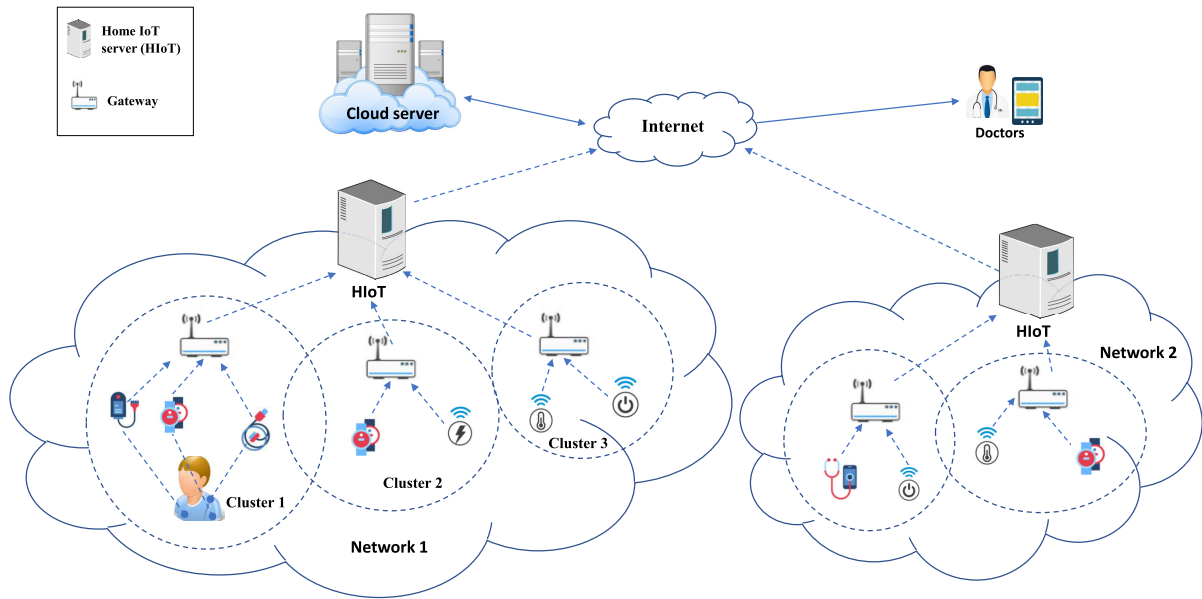 Home IoT
server (HIoT)
Gateway
Cloud server
Internet
Doctors
HIoT
HIoT
Network 2
Cluster 3
Cluster 2
Cluster 1
Network 1